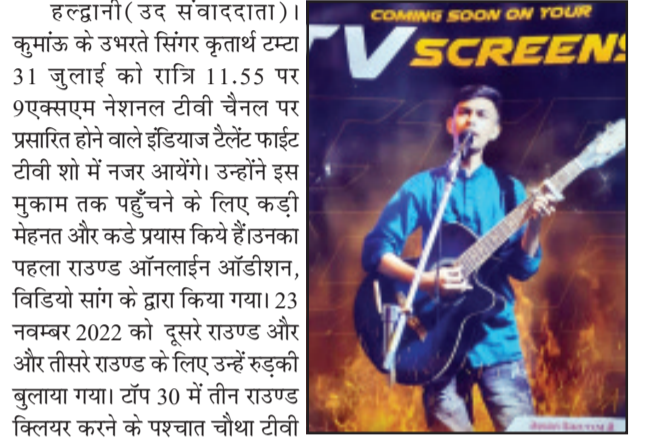 हल्द्वानी(उद संवाददाता)।
कुमांऊ के उभरते सिंगर कृतार्थ टम्टा
31 जुलाई को रात्रि 11.55 पर
9एक्सएम नेशनल टीवी चैनल पर
प्रसारित होने वाले इंडियाज टैलेंट फाईट
टीवी शो में नजर आयेंगे। उन्होंने इस
मुकाम तक पहुँचने के लिए कड़ी
मेहनत और कडे प्रयास किये हैं।उनका
पहला राउण्ड ऑनलाईन ऑडीशन,
विडियो सांग के द्वारा किया गया। 23
नवम्बर 2022 को दूसरे राउण्ड और
और तीसरे राउण्ड के लिए उन्हें रुड़की
बुलाया गया। टॉप 30 में तीन राउण्ड
क्लियर करने के पश्चात चौथा टीवी
COMING SOON ON YOUR
TV SCREENS